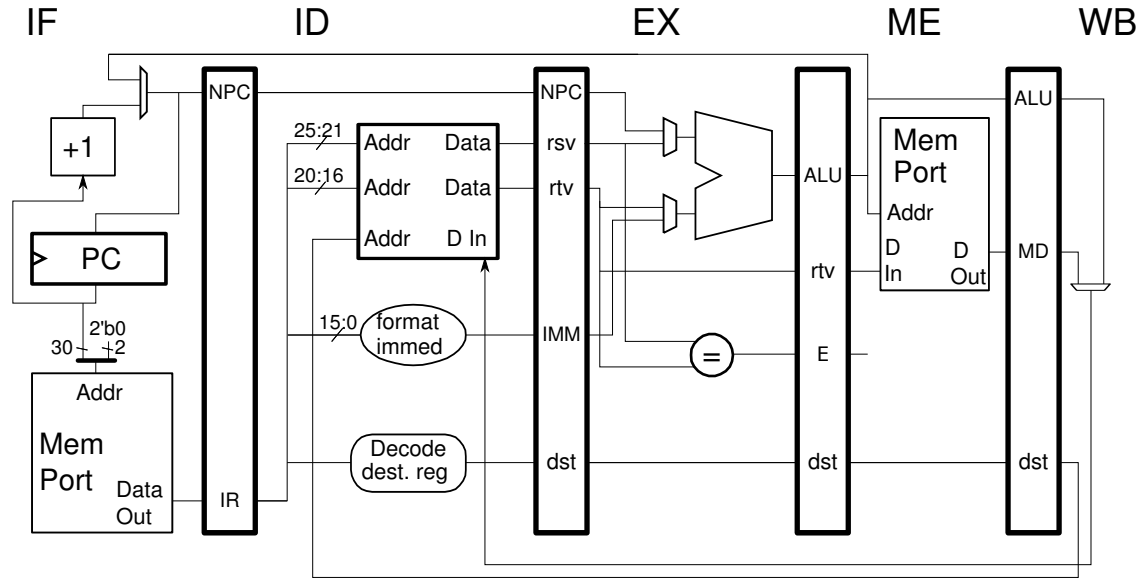 IF ID EX ME WB
NPC
NPC
ALU
+1
25:21
Addr Data
rsv
Mem
Port
20:16
Addr Data
rtv
ALU
Addr
Addr D In
PC
D
In
D
Out
rtv
MD
2'b0
30
2
15:0
format
immed
IMM
=
E
Addr
Mem
Port
Data
Out
IR
Decode
dest. reg
dst
dst
dst